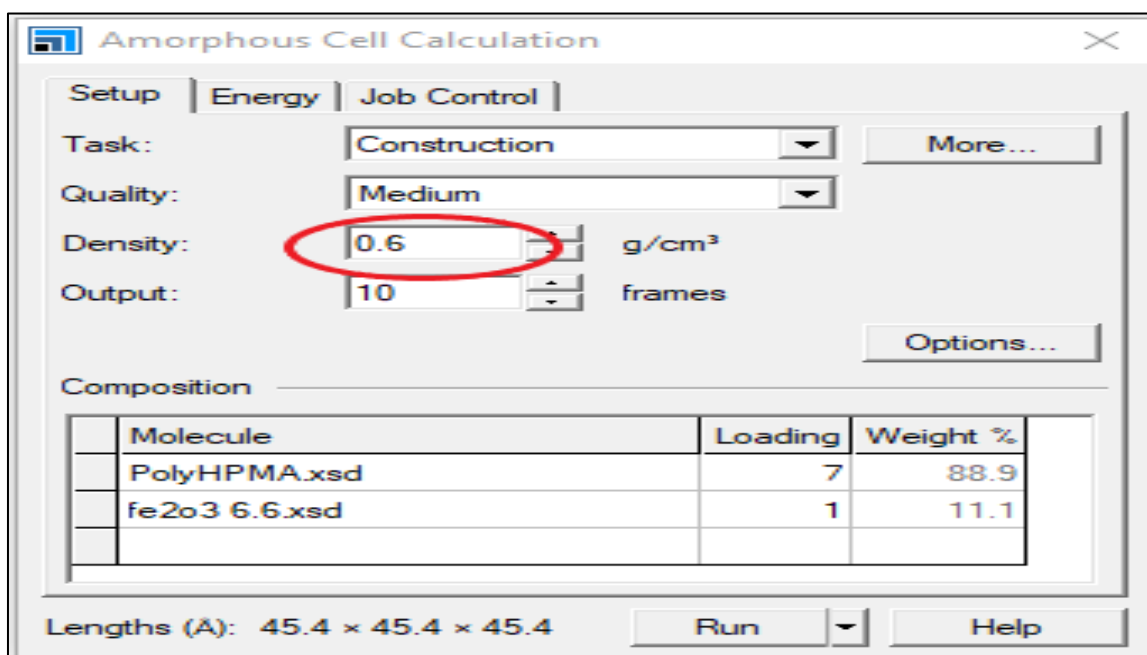 Amorphous Cell Calculation
Setup Energy Job Control
Task: Construction More...
Quality: Medium
Density: 0.6 g/cm³
Output: 10 frames
Options...
Composition
Molecule Loading Weight %
PolyHPMA.xsd 7 88.9
fe2o3 6.6.xsd 1 11.1
Lengths (A): 45.4 × 45.4 × 45.4 Run Help